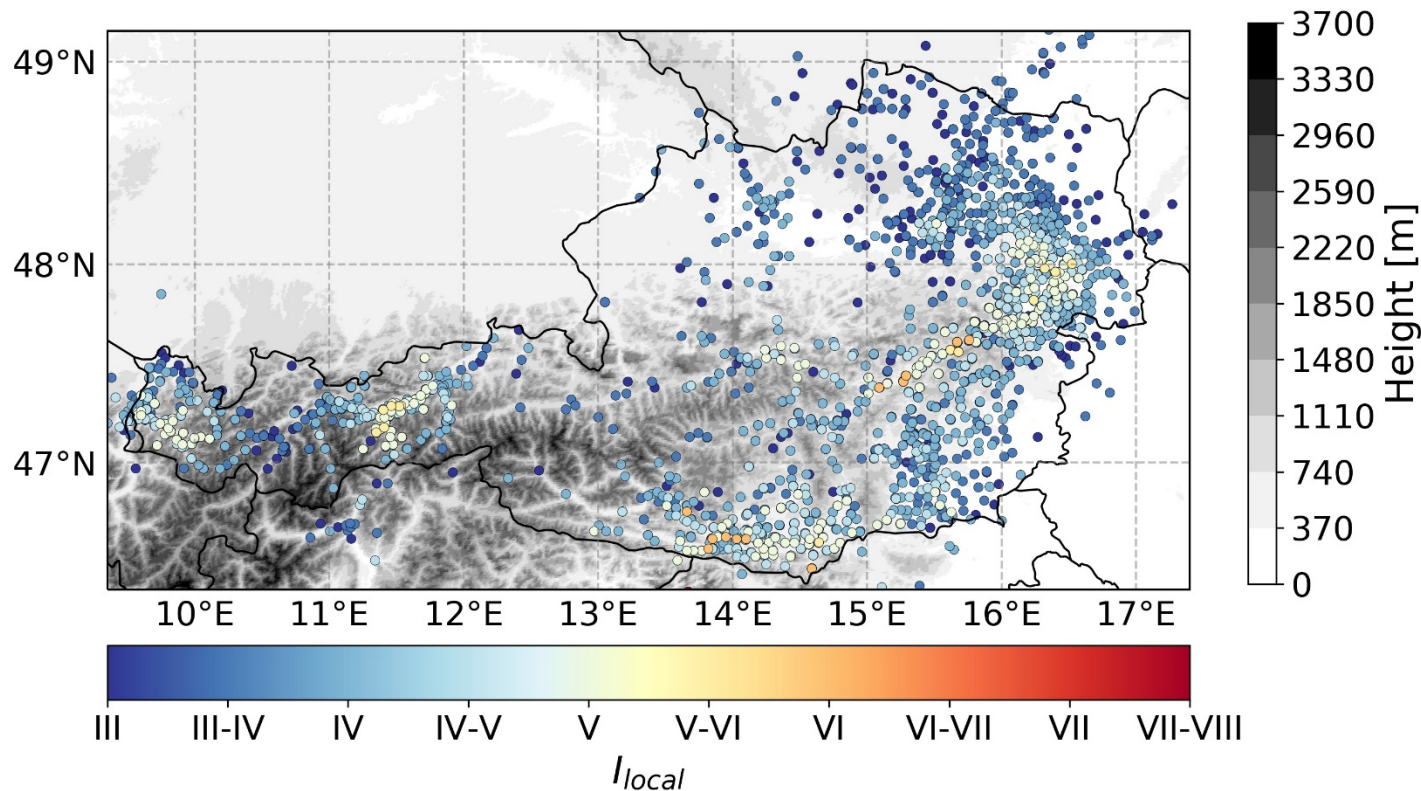 49°N
48°N
47°N
10°E 11°E 12°E 13°E 14°E 15°E 16°E 17°E
3700
3330
2960
2590
2220
1850
1480
1110
740
370
0
Height [m]
III III-IV IV IV-V V V-VI VI VI-VII VII VII-VIII
I_local